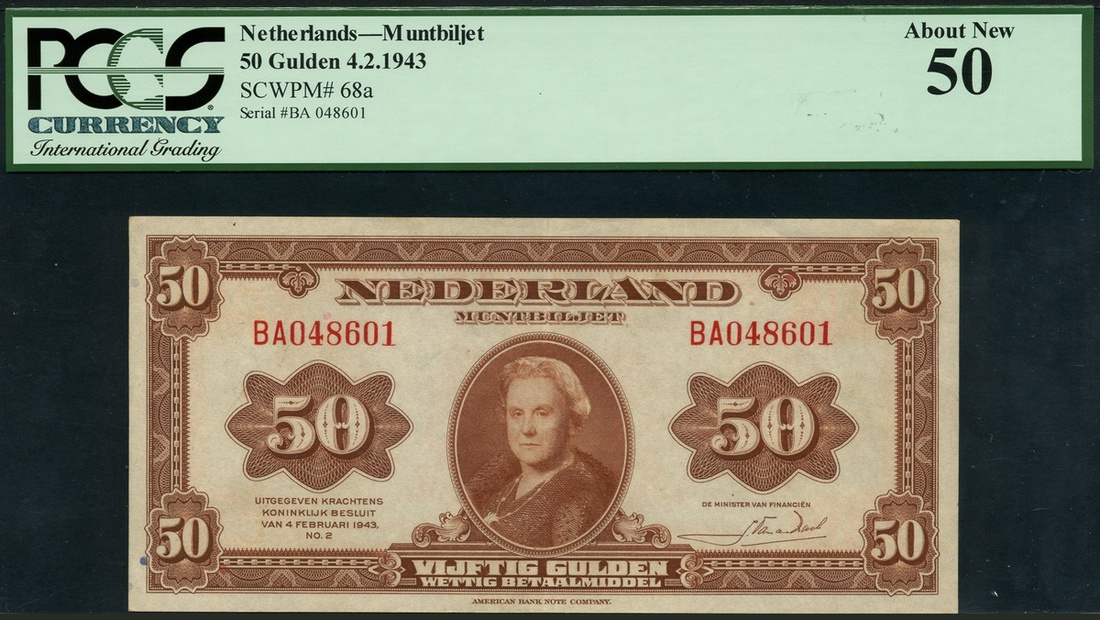 PCGS
CURRENCY
International Grading
Netherlands—Muntbiljet
50 Gulden 4.2.1943
SCWPM# 68a
Serial #BA 048601
About New
50
50
50
NEDERLAND
MUNTBILJET
BA048601
BA048601
50
50
UITGEGEVEN KRACHTENS
KONINKLIJK BESLUIT
VAN 4 FEBRUARI 1943,
NO. 2
DE MINISTER VAN FINANCIËN
50
50
VIJFTIG GULDEN
WETTIG BETAALMIDDEL
AMERICAN BANK NOTE COMPANY.